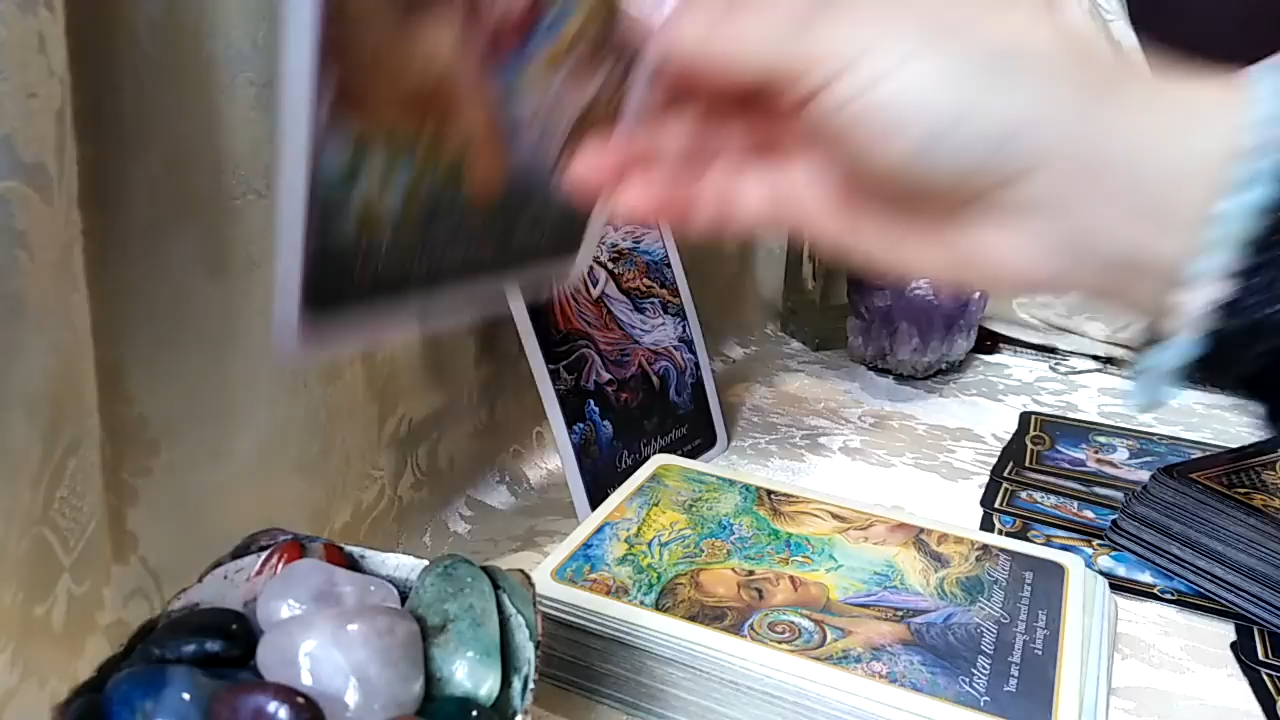 Be Supportive
Listen with Your Heart
You are listening but need to hear with
a loving heart.